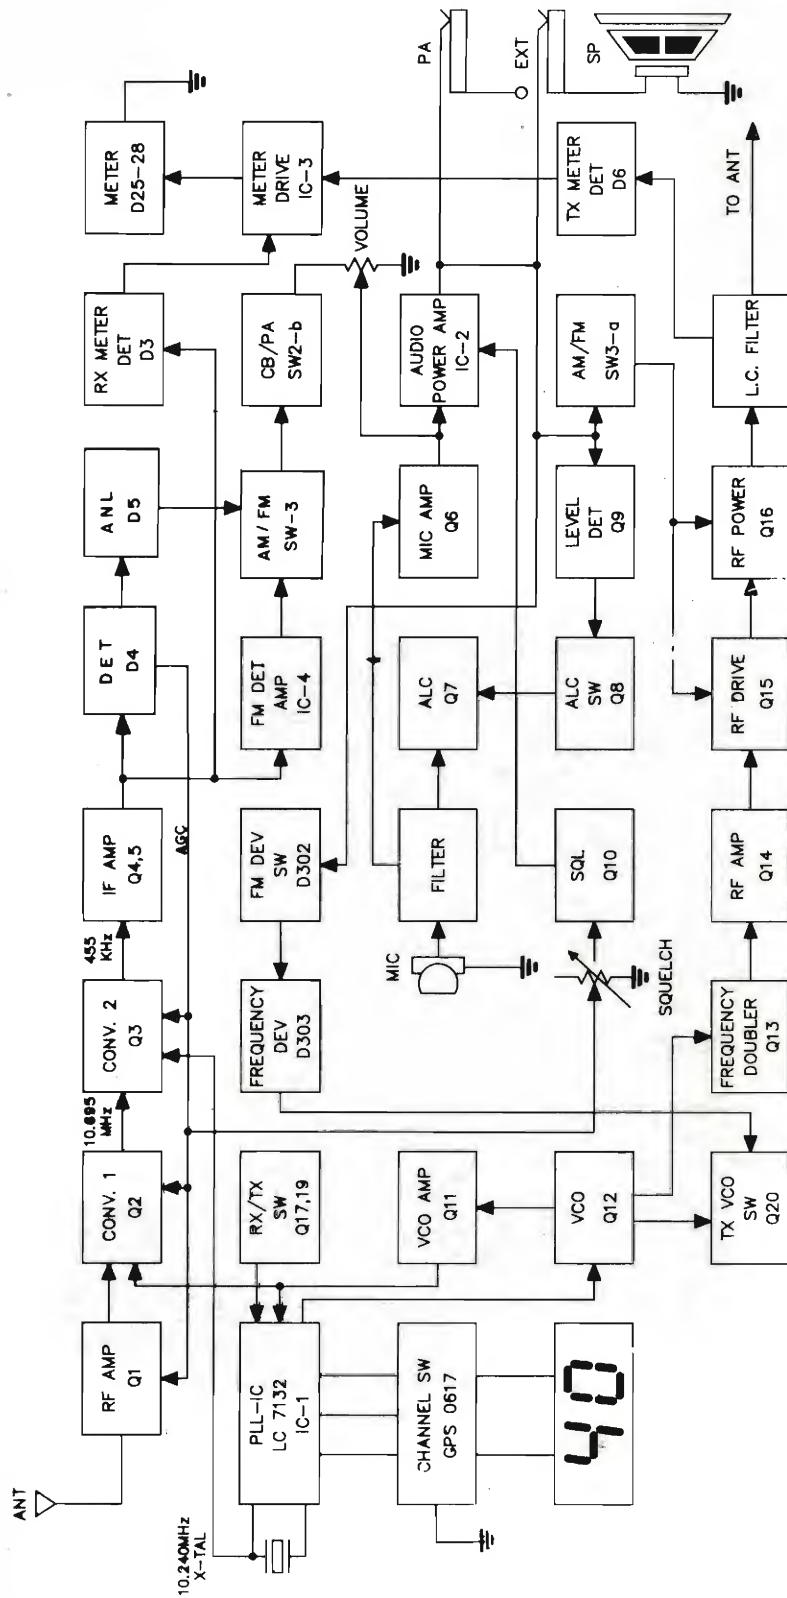 ANT
RF AMP
Q1
CONV. 1
Q2
10.695
MHz
CONV. 2
Q3
455
KHz
IF AMP
Q4,5
AGC
DET
D4
ANL
D5
RX METER
DET
D3
METER
D25-28
10.240MHz
X-TAL
PLL-IC
LC 7132
IC-1
RX/TX
SW
Q17,19
FREQUENCY
DEV
D303
FM DEV
SW
D302
FM DET
AMP
IC-4
AM/FM
SW-3
CB/PA
SW2-b
VOLUME
METER
DRIVE
IC-3
CHANNEL SW
GPS 0617
VCO AMP
Q11
MIC
FILTER
ALC
Q7
MIC AMP
Q6
AUDIO
POWER AMP
IC-2
PA
40
VCO
Q12
SQUELCH
SQL
Q10
ALC
SW
Q8
LEVEL
DET
Q9
AM/FM
SW3-a
TX METER
DET
D6
EXT
SP
TX VCO
SW
Q20
FREQUENCY
DOUBLER
Q13
RF AMP
Q14
RF DRIVE
Q15
RF POWER
Q16
L.C. FILTER
TO ANT